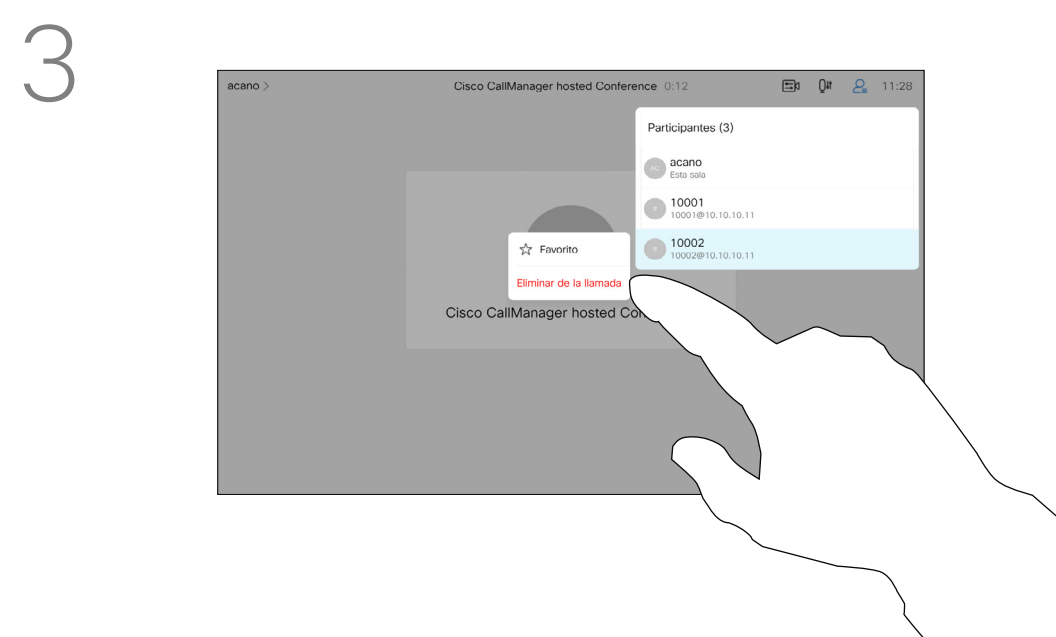 3
acano >
Cisco CallManager hosted Conference 0:12
11:28
Participantes (3)
AC
acano
Esta sala
10001
10001@10.10.10.11
10002
10002@10.10.10.11
Favorito
Eliminar de la llamada
Cisco CallManager hosted